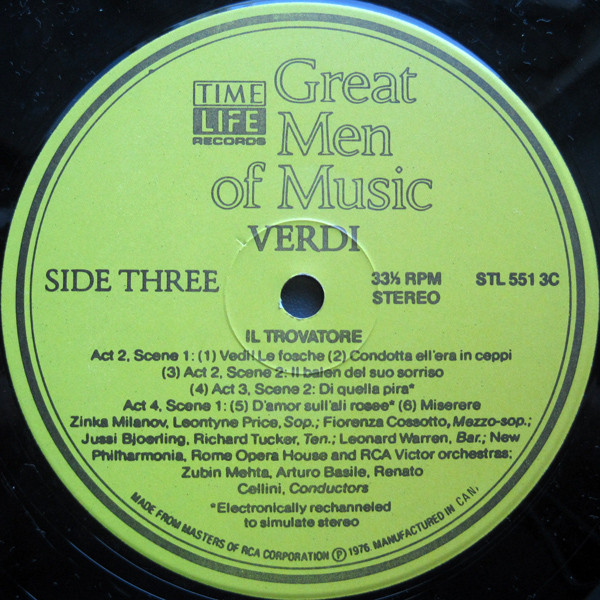 TIME
LIFE
RECORDS
Great
Men
of Music
VERDI
SIDE THREE
33⅓ RPM
STEREO
STL 551 3C
IL TROVATORE
Act 2, Scene 1: (1) Vedi! Le fosche (2) Condotta ell'era in ceppi
(3) Act 2, Scene 2: Il balen del suo sorriso
(4) Act 3, Scene 2: Di quella pira*
Act 4, Scene 1: (5) D'amor sull'ali rosee* (6) Miserere
Zinka Milanov, Leontyne Price, Sop.; Fiorenza Cossotto, Mezzo-sop.;
Jussi Bjoerling, Richard Tucker, Ten.; Leonard Warren, Bar.; New
Philharmonia, Rome Opera House and RCA Victor orchestras;
Zubin Mehta, Arturo Basile, Renato
Cellini, Conductors
*Electronically rechanneled
to simulate stereo
MADE FROM MASTERS OF RCA CORPORATION ℗ 1976 MANUFACTURED IN CAN,